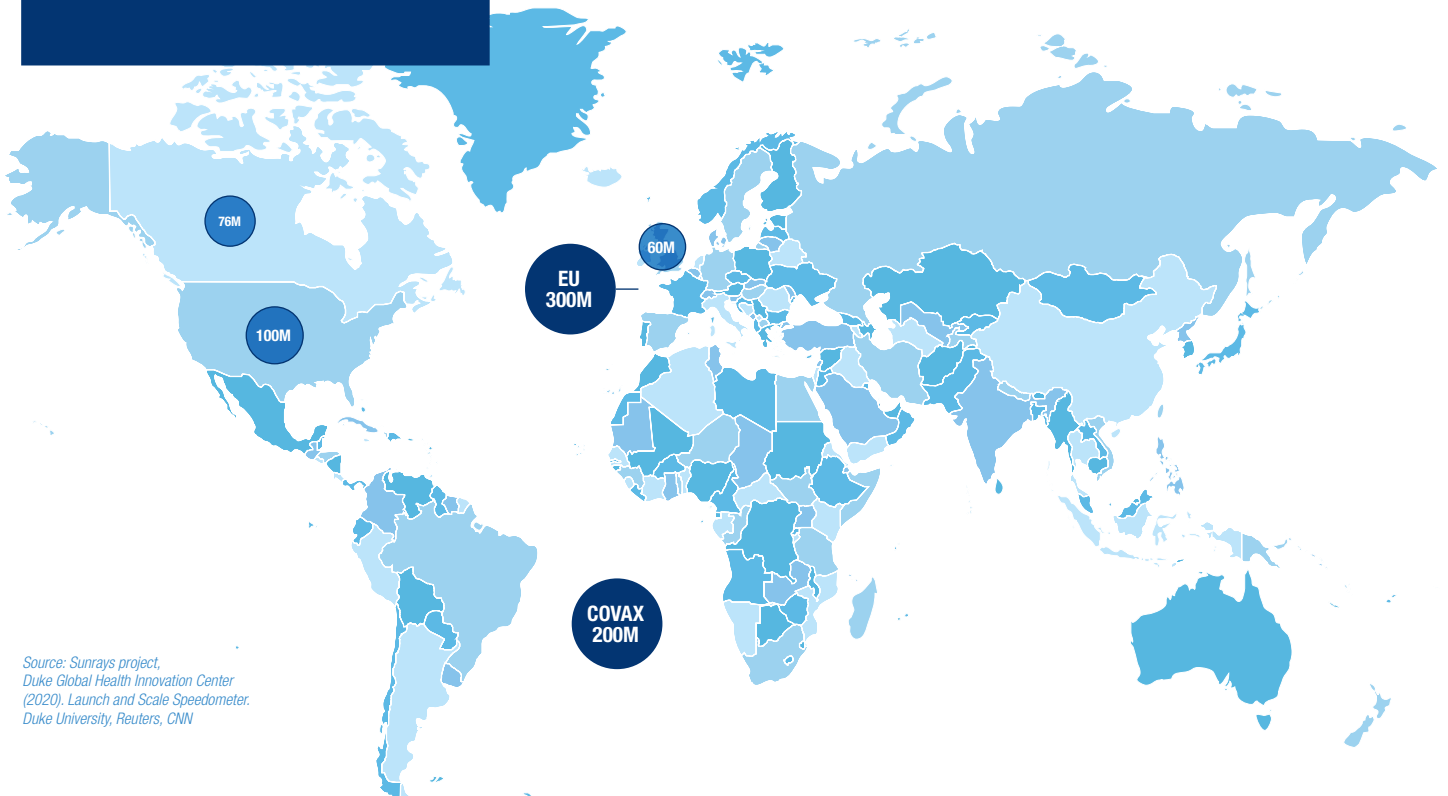 76M
60M
EU
300M
100M
COVAX
200M
Source: Sunrays project,
Duke Global Health Innovation Center
(2020). Launch and Scale Speedometer.
Duke University, Reuters, CNN